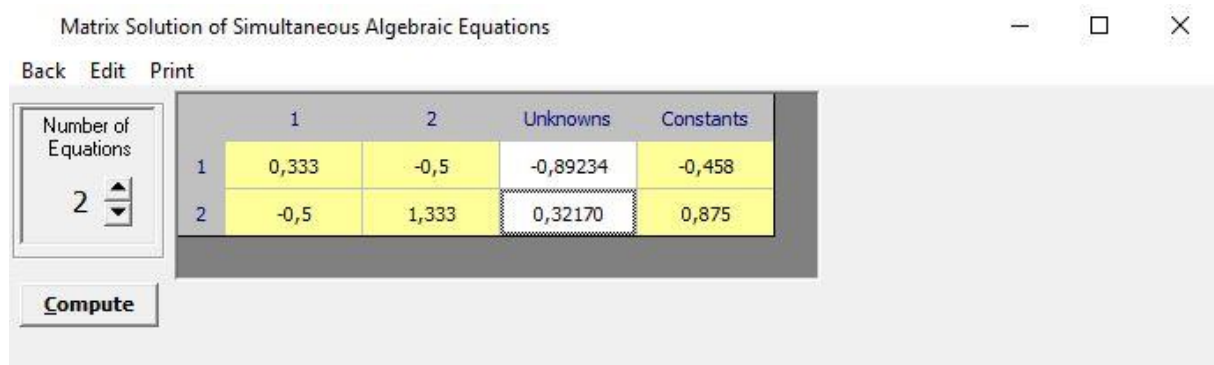 Matrix Solution of Simultaneous Algebraic Equations
Back Edit Print
Number of
Equations
2
1 2 Unknowns Constants
1 0,333 -0,5 -0,89234 -0,458
2 -0,5 1,333 0,32170 0,875
Compute